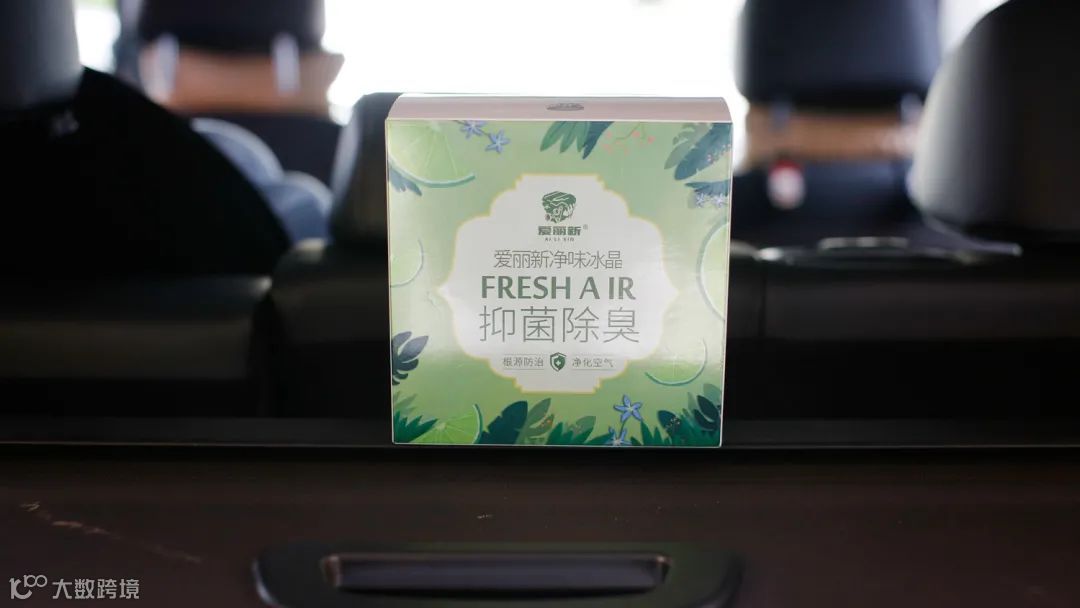 爱丽新®
AI LI XIN
爱丽新净味冰晶
FRESH A IR
抑菌除臭
根源防治 净化空气
大数跨境